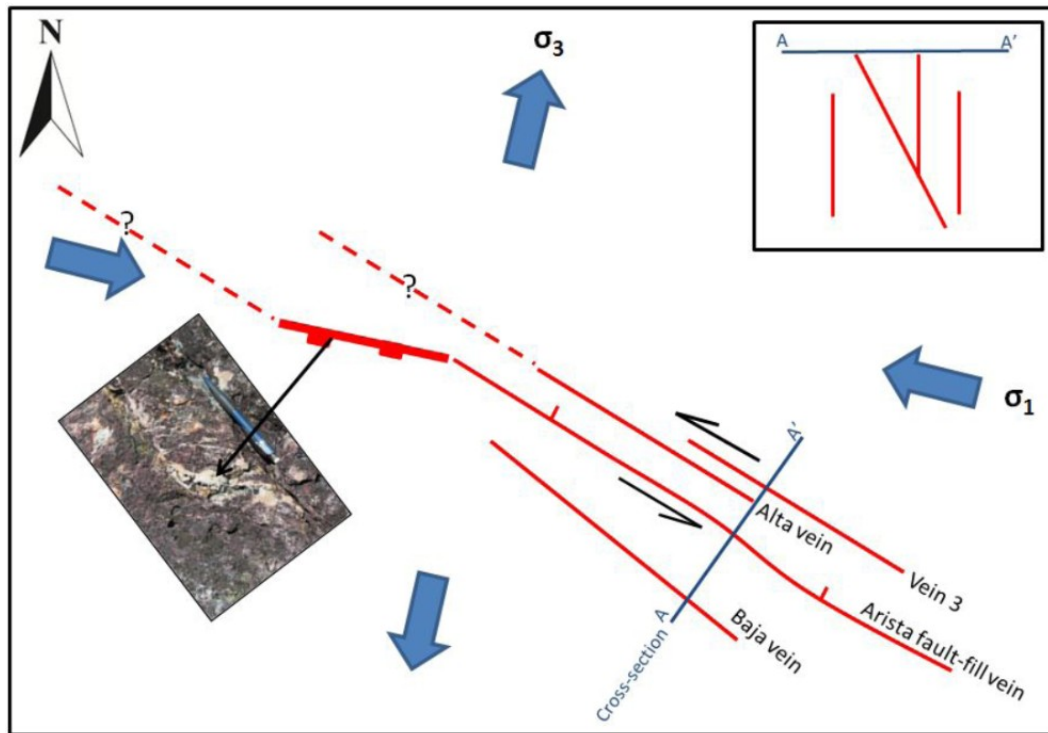 N
σ3
A
A'
?
?
σ1
A'
Alta vein
Vein 3
Arista fault-fill vein
Baja vein
Cross-section A